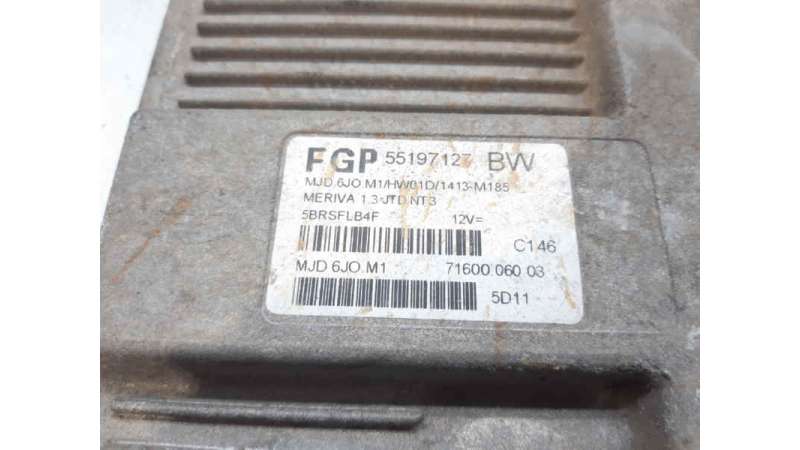 FGP 55197127 BW
MJD 6JO.M1/HW01D/1413-M185
MERIVA 1.3 JTD NT3
5BRSFLB4F 12V=
C146
MJD 6JO.M1 71600.060.03
5D11